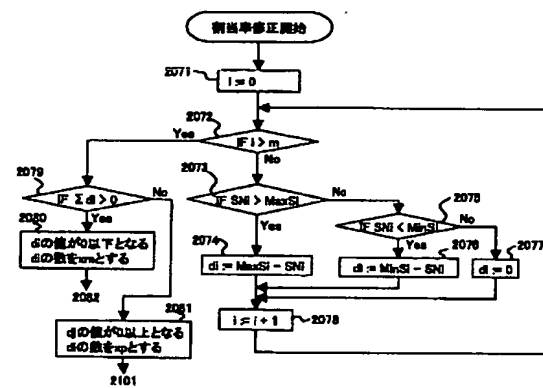 割当率修正開始
2071
i := 0
2072
IF i > m
Yes
No
2079
IF Σ di > 0
No
Yes
2080
diの値が0以下となる
diの数をxmとする
2082
2081
diの値が0以上となる
diの数をxpとする
2101
2073
IF SNi > MaxSi
No
Yes
2074
di := MaxSi − SNi
2075
IF SNi < MinSi
No
Yes
2076
di := MinSi − SNi
2077
di := 0
i := i + 1
2078